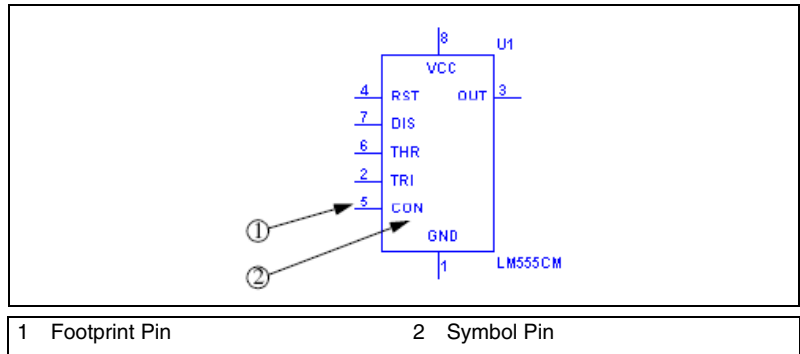 8 U1
VCC
4 RST OUT 3
7 DIS
6 THR
2 TRI
5 CON
1
GND
2
1 LM555CM
1 Footprint Pin 2 Symbol Pin